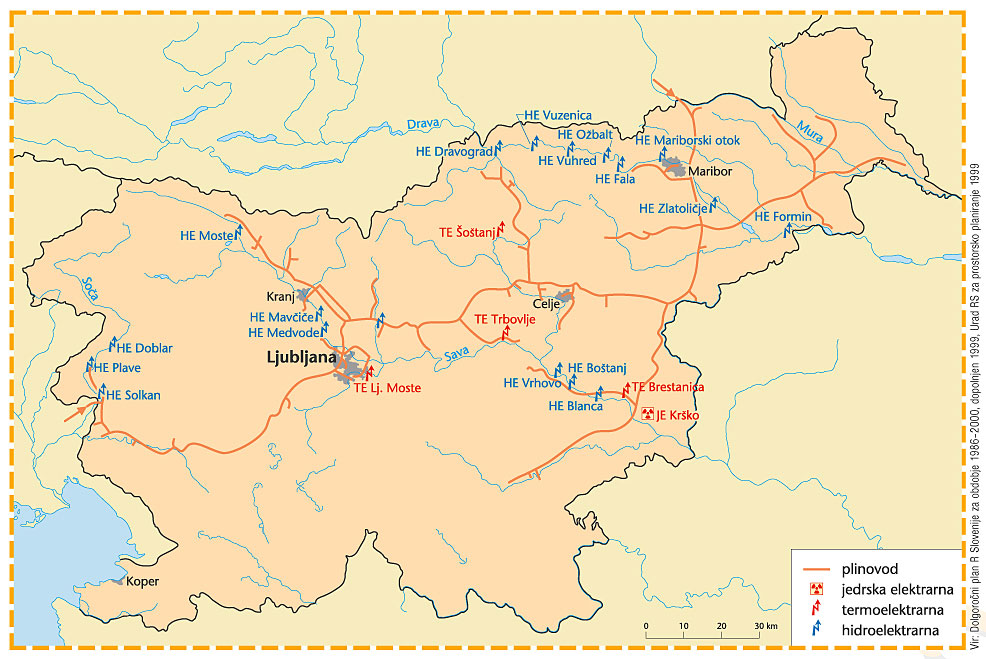 HE Vuzenica
Drava
HE Ožbalt
Mura
HE Dravograd
HE Vuhred
HE Mariborski otok
HE Fala
Maribor
HE Zlatoličje
HE Formin
HE Moste
TE Šoštanj
Soča
Kranj
Celje
HE Mavčiče
HE Medvode
TE Trbovlje
HE Doblar
HE Plave
Ljubljana
Sava
HE Solkan
TE Lj. Moste
HE Boštanj
HE Vrhovo
TE Brestanica
HE Blanca
JE Krško
Koper
0 10 20 30 km
plinovod
jedrska elektrarna
termoelektrarna
hidroelektrarna
Vir: Dolgoročni plan R Slovenije za obdobje 1986–2000, dopolnjen 1999, Urad RS za prostorsko planiranje 1999